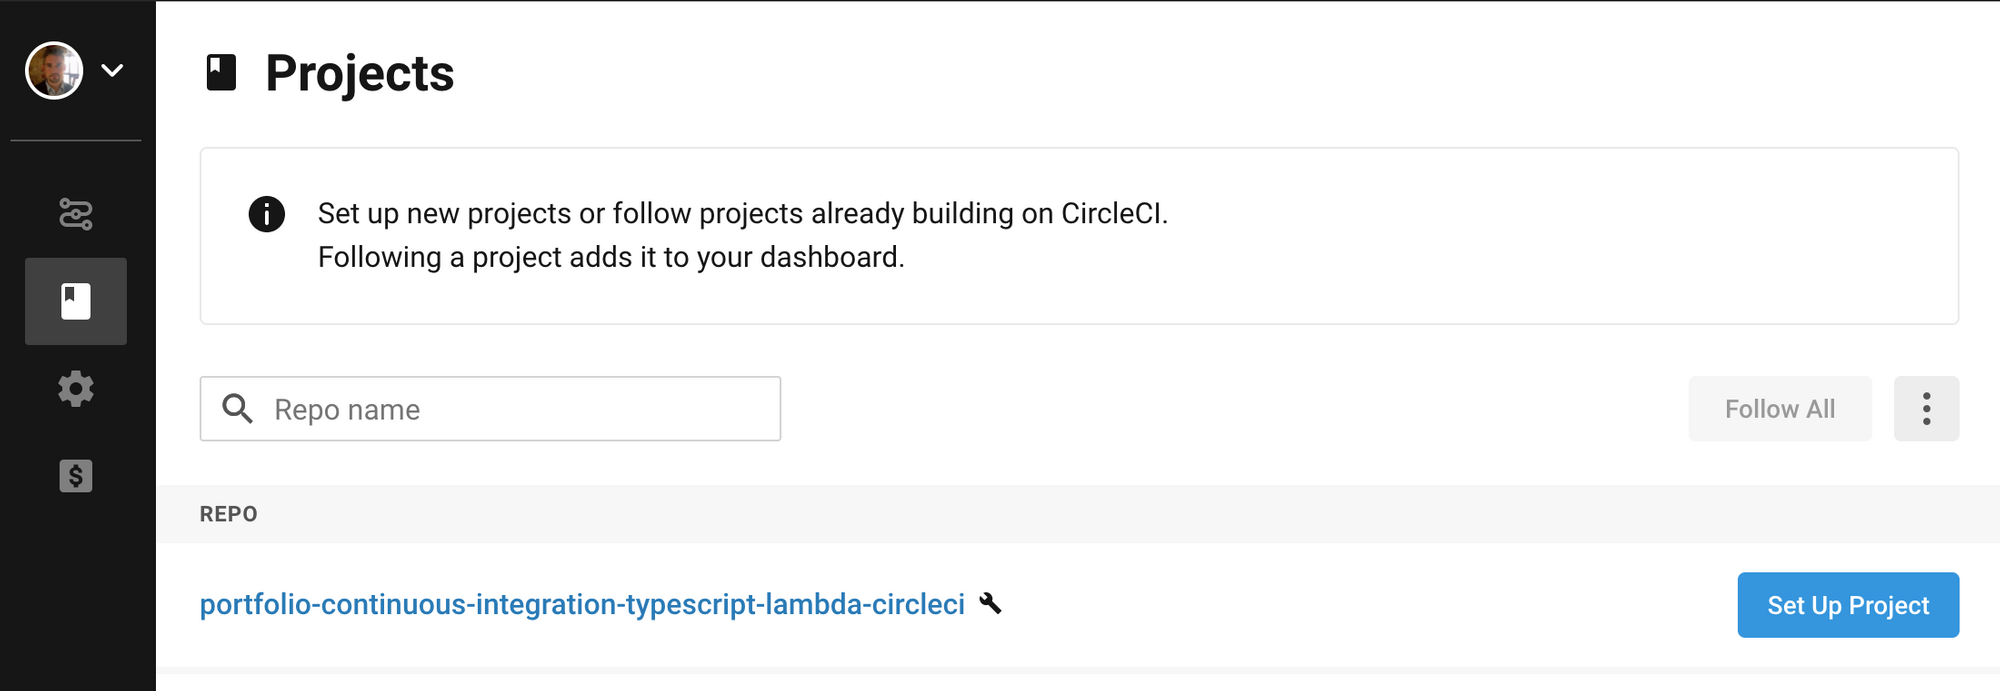 Projects
Set up new projects or follow projects already building on CircleCI.
Following a project adds it to your dashboard.
Repo name
Follow All
REPO
portfolio-continuous-integration-typescript-lambda-circleci
Set Up Project